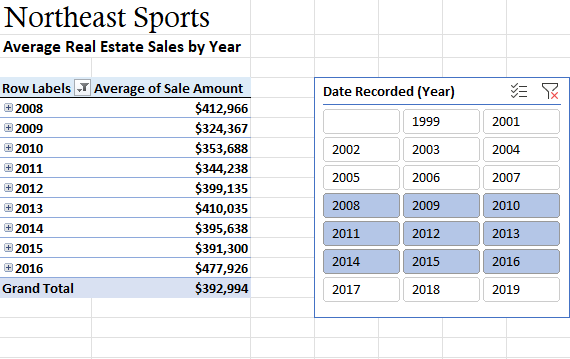 Northeast Sports
Average Real Estate Sales by Year
Row Labels Average of Sale Amount
2008 $412,966
2009 $324,367
2010 $353,688
2011 $344,238
2012 $399,135
2013 $410,035
2014 $395,638
2015 $391,300
2016 $477,926
Grand Total $392,994
Date Recorded (Year)
1999 2001
2002 2003 2004
2005 2006 2007
2008 2009 2010
2011 2012 2013
2014 2015 2016
2017 2018 2019